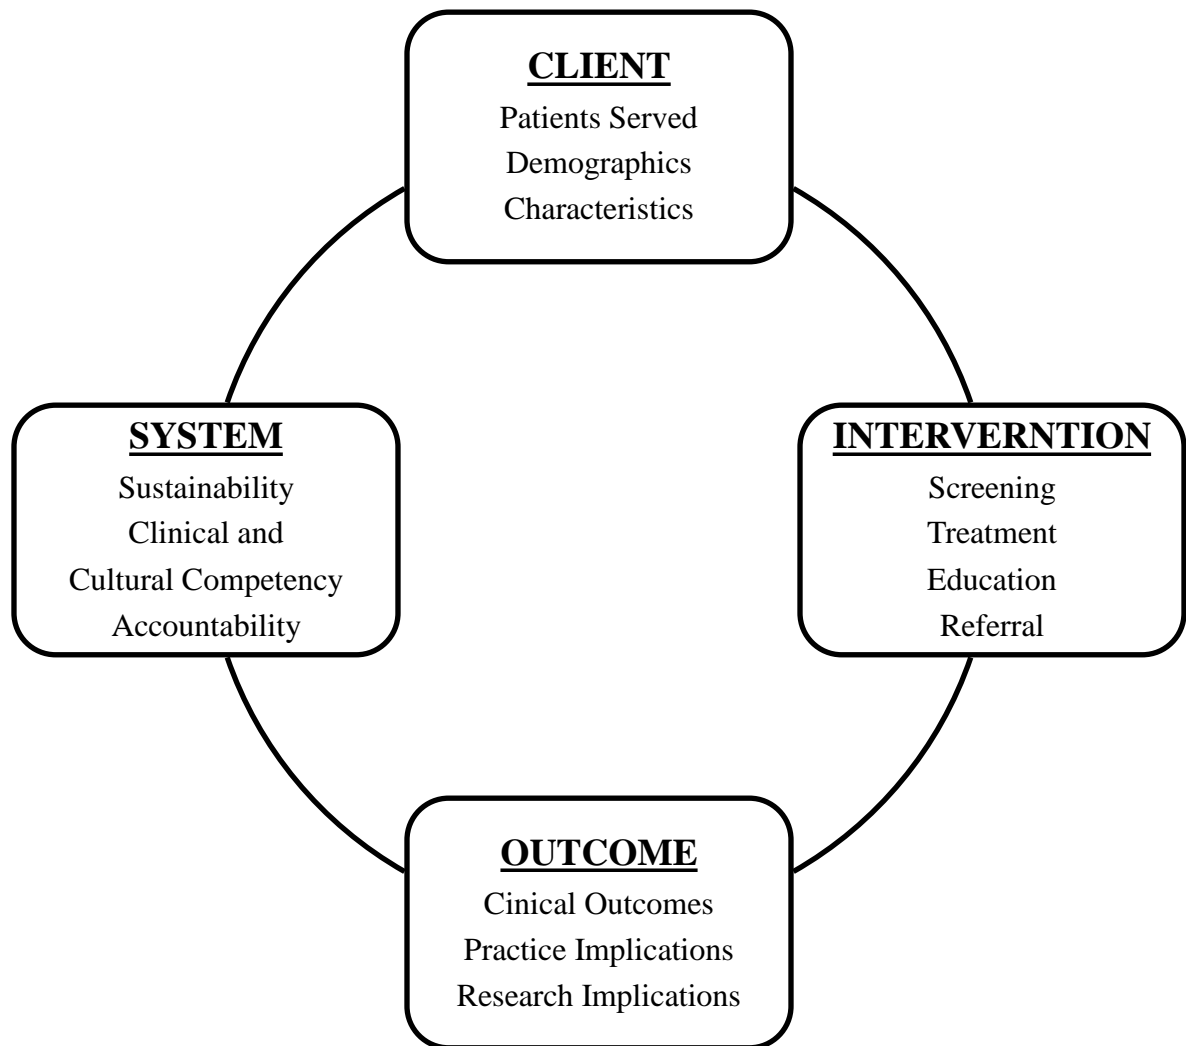 CLIENT
Patients Served
Demographics
Characteristics
SYSTEM
Sustainability
Clinical and
Cultural Competency
Accountability
INTERVERNTION
Screening
Treatment
Education
Referral
OUTCOME
Cinical Outcomes
Practice Implications
Research Implications